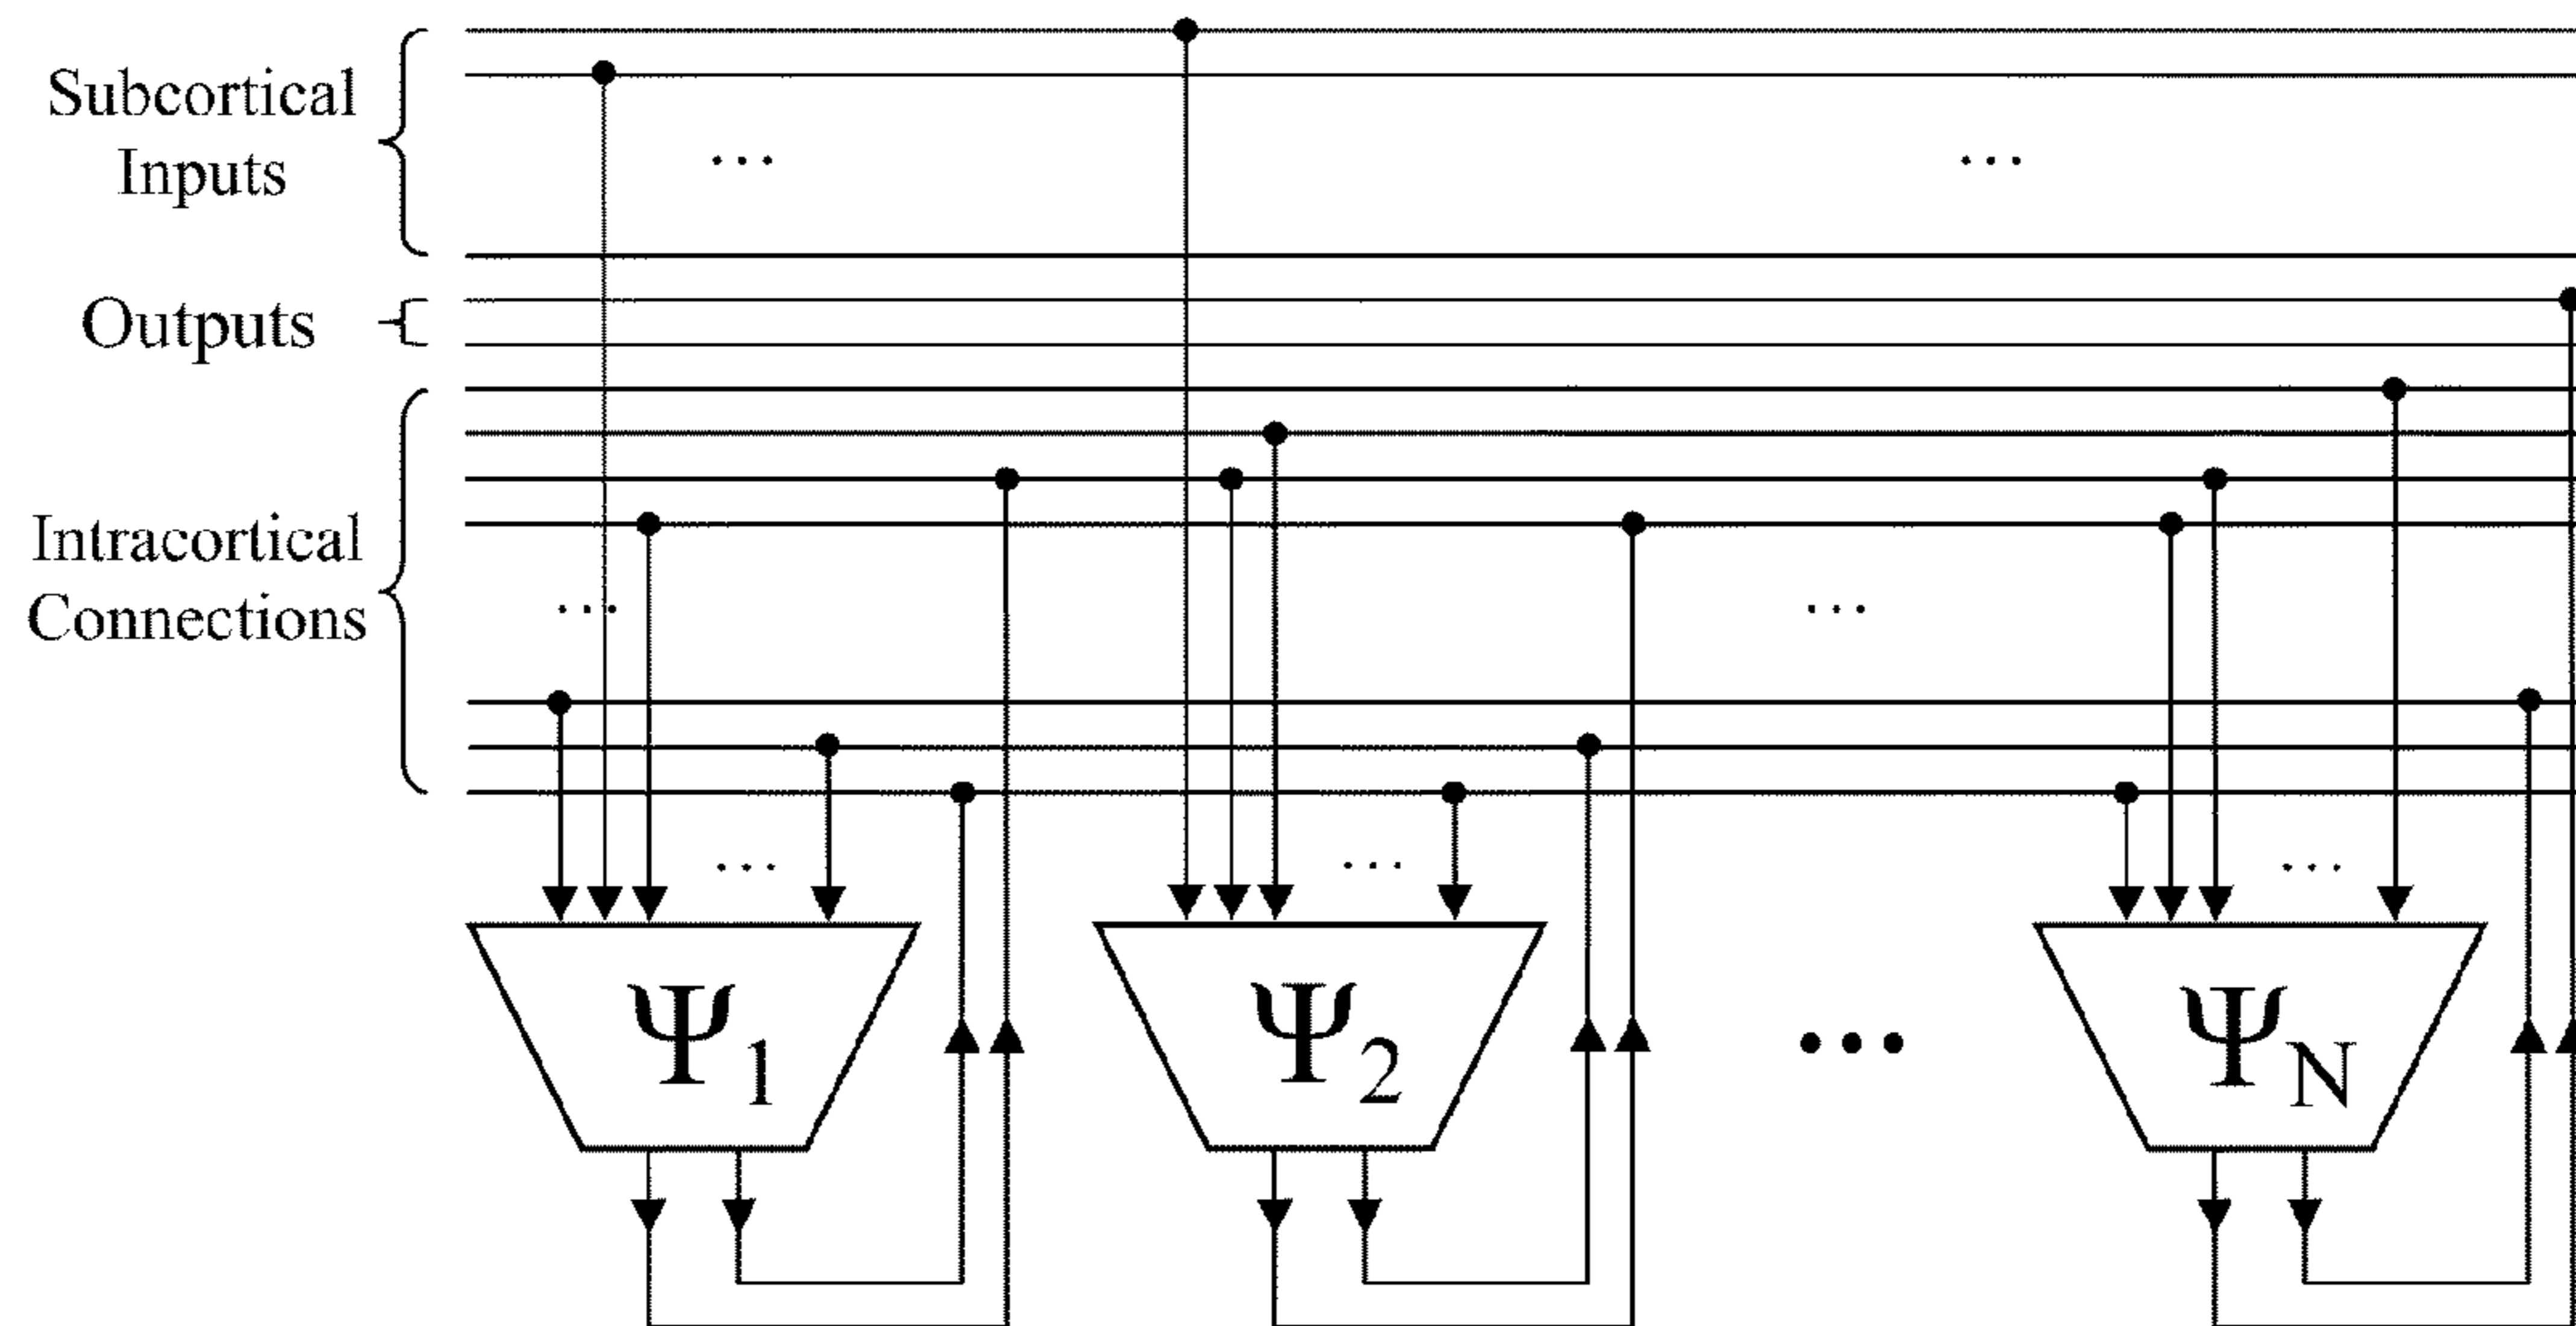 Subcortical
Inputs
...
...
Outputs
Intracortical
Connections
...
...
...
...
...
Ψ1
Ψ2
...
ΨN